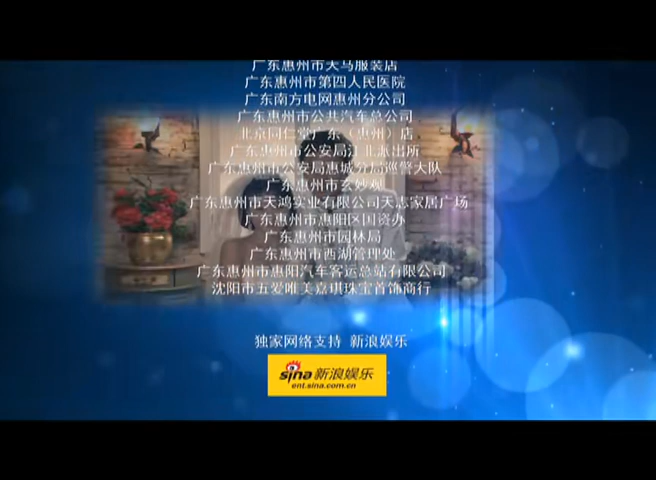 广东惠州市天马服装店
广东惠州市第四人民医院
广东南方电网惠州分公司
广东惠州市公共汽车总公司
北京同仁堂广东（惠州）店
广东惠州市公安局江北派出所
广东惠州市公安局惠城分局巡警大队
广东惠州市玄妙观
广东惠州市天鸿实业有限公司天志家居广场
广东惠州市惠阳区国资办
广东惠州市园林局
广东惠州市西湖管理处
广东惠州市惠阳汽车客运总站有限公司
沈阳市五爱唯美嘉琪珠宝首饰商行
独家网络支持 新浪娱乐
sina 新浪娱乐
ent.sina.com.cn